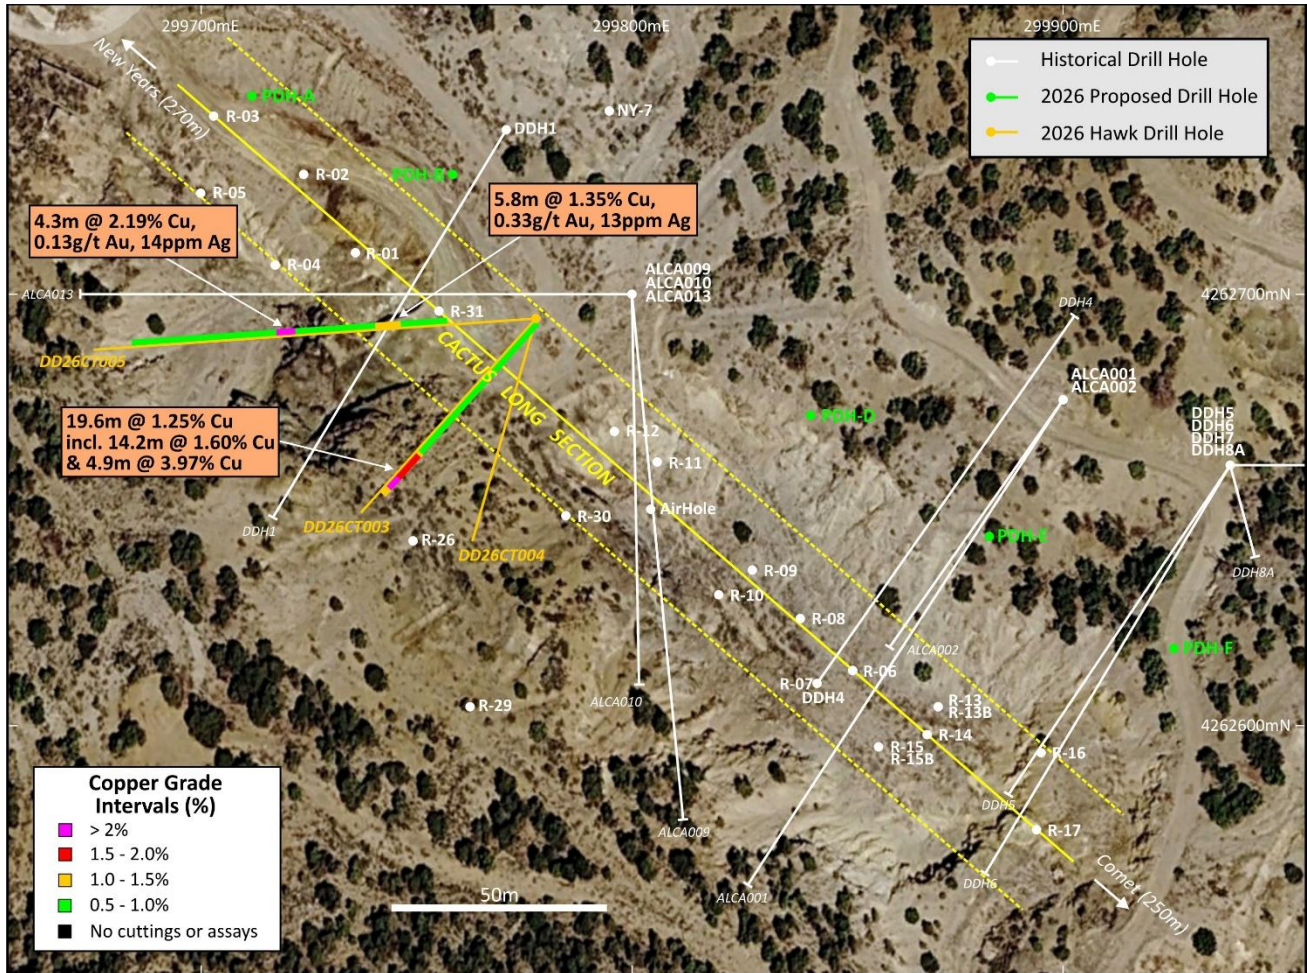 299700mE
299800mE
299900mE
New Years (270m)
Historical Drill Hole
2026 Proposed Drill Hole
2026 Hawk Drill Hole
PDH-A
R-03
NY-7
DDH1
R-02
PDH-B
R-05
5.8m @ 1.35% Cu,
0.33g/t Au, 13ppm Ag
4.3m @ 2.19% Cu,
0.13g/t Au, 14ppm Ag
R-01
R-04
ALCA009
ALCA010
ALCA013
ALCA013
4262700mN
DDH4
R-31
CACTUS LONG SECTION
DD26CT005
ALCA001
ALCA002
19.6m @ 1.25% Cu
incl. 14.2m @ 1.60% Cu
& 4.9m @ 3.97% Cu
PDH-D
DDH5
DDH6
DDH7
DDH8A
R-12
R-11
AirHole
R-30
DDH1
DD26CT003
R-26
DD26CT004
PDH-E
DDH8A
R-09
R-10
R-08
ALCA002
PDH-F
R-06
R-07
DDH4
ALCA010
R-29
R-13
R-13B
R-14
4262600mN
R-15
R-15B
R-16
DDH5
ALCA009
R-17
DDH6
ALCA001
Comet (250m)
50m
Copper Grade
Intervals (%)
> 2%
1.5 - 2.0%
1.0 - 1.5%
0.5 - 1.0%
No cuttings or assays